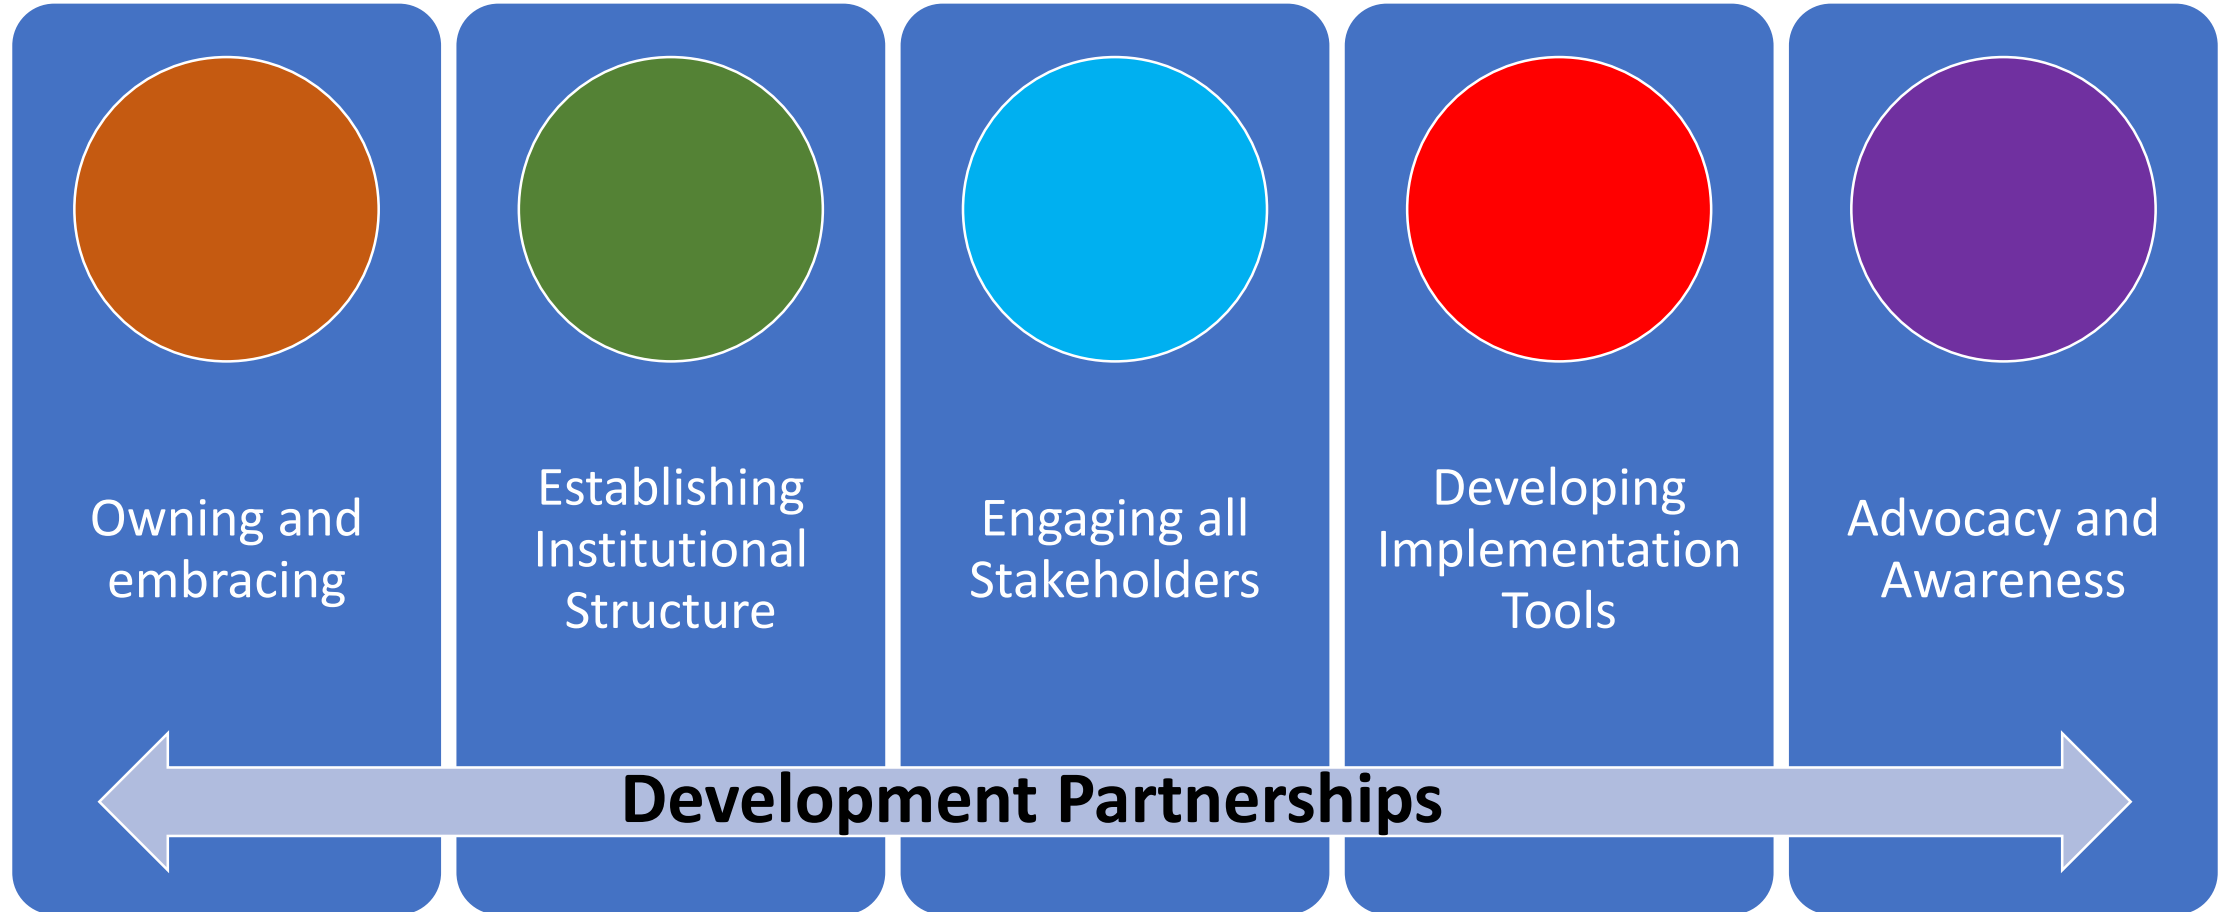 Owning and
embracing
Establishing
Institutional
Structure
Engaging all
Stakeholders
Developing
Implementation
Tools
Advocacy and
Awareness
Development Partnerships